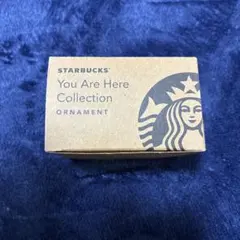 STARBUCKS
You Are Here
Collection
ORNAMENT